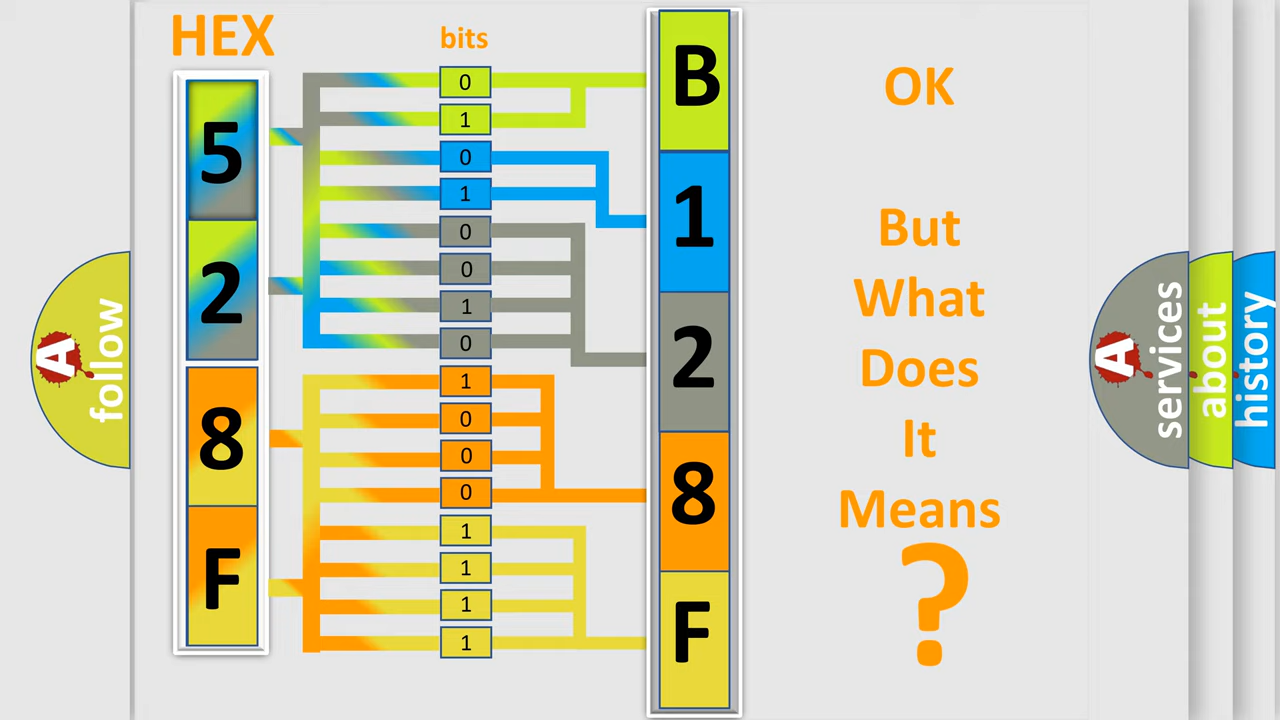 HEX
bits
5
2
8
F
0
1
0
1
0
0
1
0
1
0
0
0
1
1
1
1
B
1
2
8
F
OK
But
What
Does
It
Means
?
A
follow
A
services
about
history